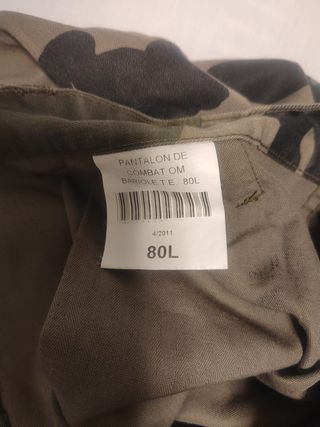 PANTALON DE
COMBAT OM
BARIOLE T.E. 80L
4/2011
80L